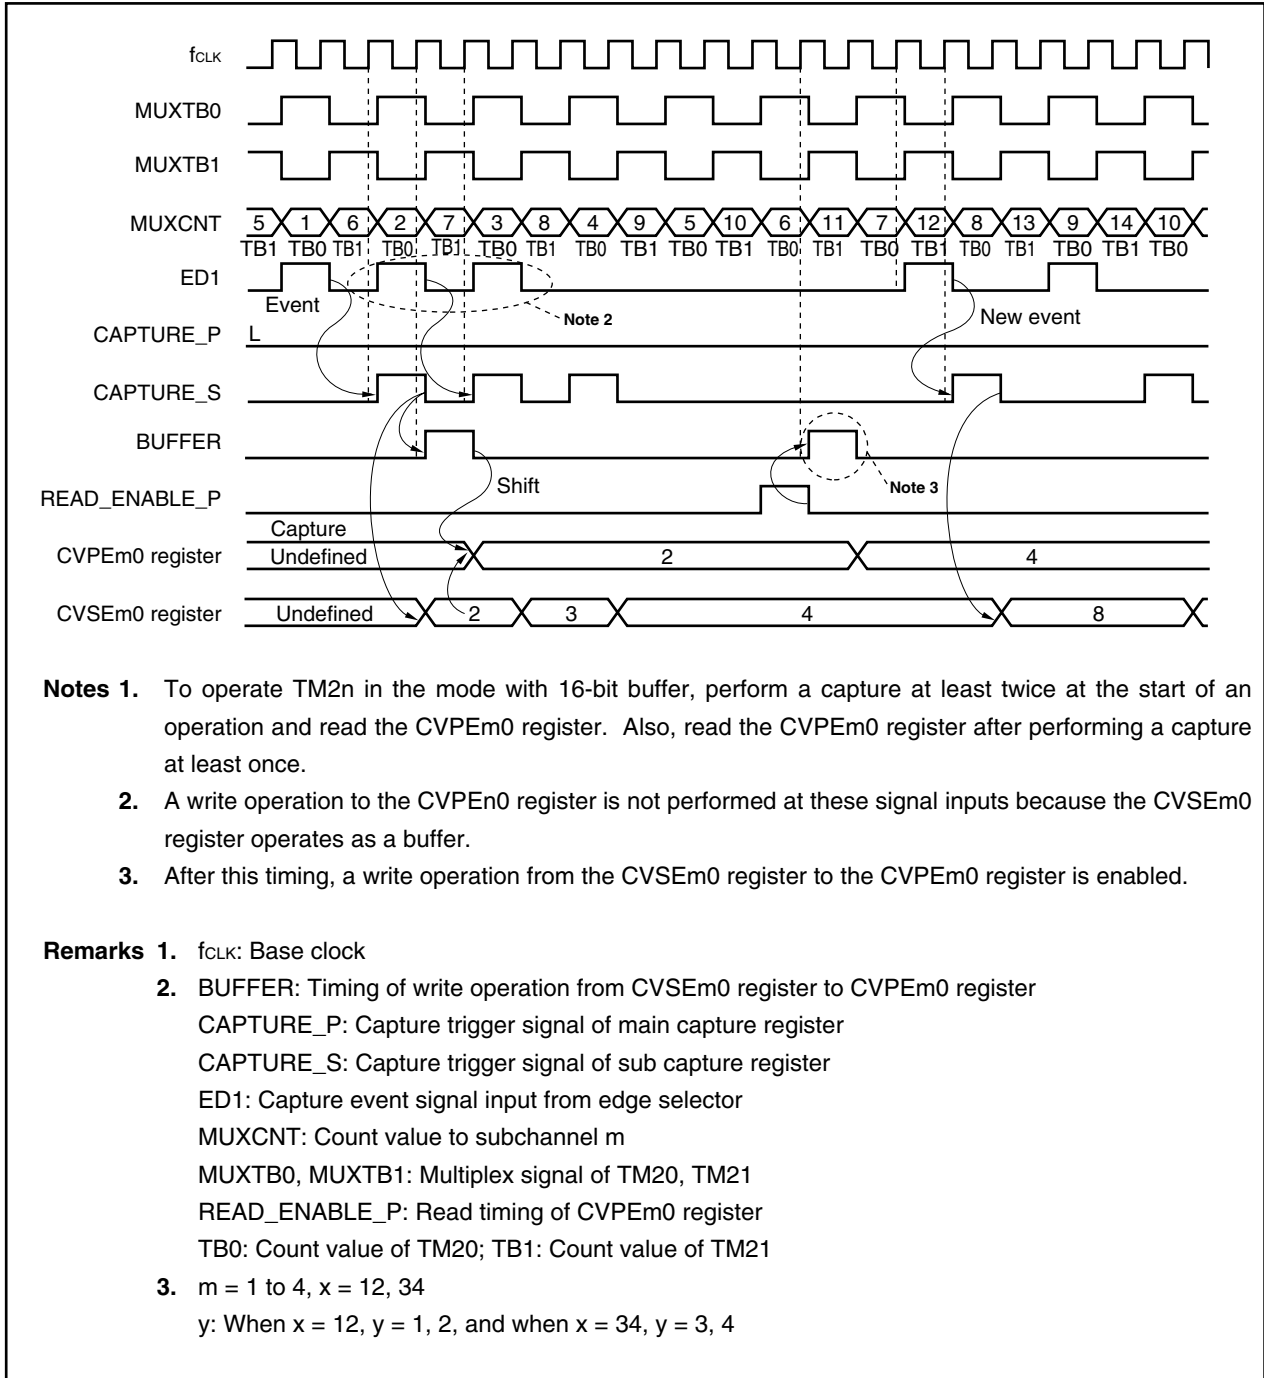 fCLK
MUXTB0
MUXTB1
MUXCNT 5 1 6 2 7 3 8 4 9 5 10 6 11 7 12 8 13 9 14 10
TB1 TB0 TB1 TB0 TB1 TB0 TB1 TB0 TB1 TB0 TB1 TB0 TB1 TB0 TB1 TB0 TB1 TB0 TB1 TB0
ED1
Event
Note 2
New event
CAPTURE_P L
CAPTURE_S
BUFFER
Shift
Note 3
READ_ENABLE_P
Capture
CVPEm0 register Undefined 2 4
CVSEm0 register Undefined 2 3 4 8
Notes 1. To operate TM2n in the mode with 16-bit buffer, perform a capture at least twice at the start of an
operation and read the CVPEm0 register. Also, read the CVPEm0 register after performing a capture
at least once.
2. A write operation to the CVPEn0 register is not performed at these signal inputs because the CVSEm0
register operates as a buffer.
3. After this timing, a write operation from the CVSEm0 register to the CVPEm0 register is enabled.
Remarks 1. fCLK: Base clock
2. BUFFER: Timing of write operation from CVSEm0 register to CVPEm0 register
CAPTURE_P: Capture trigger signal of main capture register
CAPTURE_S: Capture trigger signal of sub capture register
ED1: Capture event signal input from edge selector
MUXCNT: Count value to subchannel m
MUXTB0, MUXTB1: Multiplex signal of TM20, TM21
READ_ENABLE_P: Read timing of CVPEm0 register
TB0: Count value of TM20; TB1: Count value of TM21
3. m = 1 to 4, x = 12, 34
y: When x = 12, y = 1, 2, and when x = 34, y = 3, 4